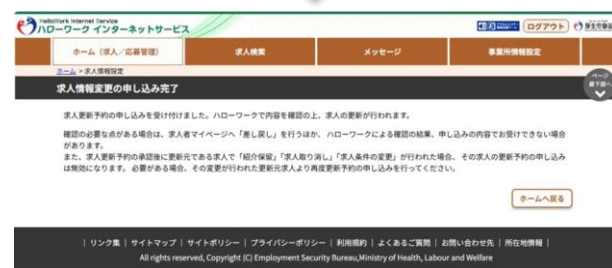 HelloWork Internet Service
ハローワーク インターネットサービス
ログアウト
ホーム（求人／応募管理）
求人検索
メッセージ
事業所情報設定
ホーム > 求人情報設定
求人情報変更の申し込み完了
ページ
最下部へ
求人更新予約の申し込みを受け付けました。ハローワークで内容を確認の上、求人の更新が行われます。
確認の必要な点がある場合は、求人者マイページへ「差し戻し」を行うほか、ハローワークによる確認の結果、申し込みの内容でお受けできない場合
があります。
また、求人更新予約の承認後に更新元である求人で「紹介保留」「求人取り消し」「求人条件の変更」が行われた場合、その求人の更新予約の申し込み
は無効になります。必要がある場合、その変更が行われた更新元求人より再度更新予約の申し込みを行ってください。
ホームへ戻る
| リンク集 | サイトマップ | サイトポリシー | プライバシーポリシー | 利用規約 | よくあるご質問 | お問い合わせ先 | 所在地情報 |
All rights reserved, Copyright (C) Employment Security Bureau,Ministry of Health, Labour and Welfare